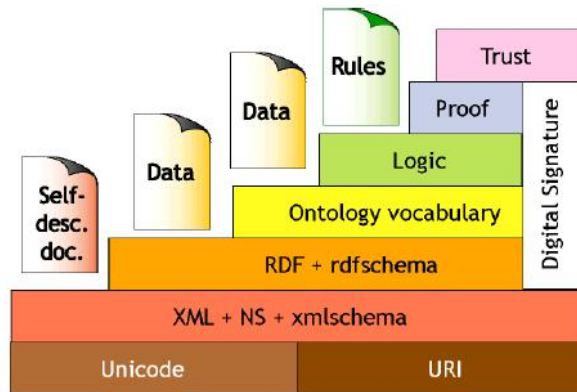 Rules
Trust
Data
Proof
Data
Logic
Self-
desc.
doc.
Ontology vocabulary
Digital Signature
RDF + rdfschema
XML + NS + xmlschema
Unicode
URI